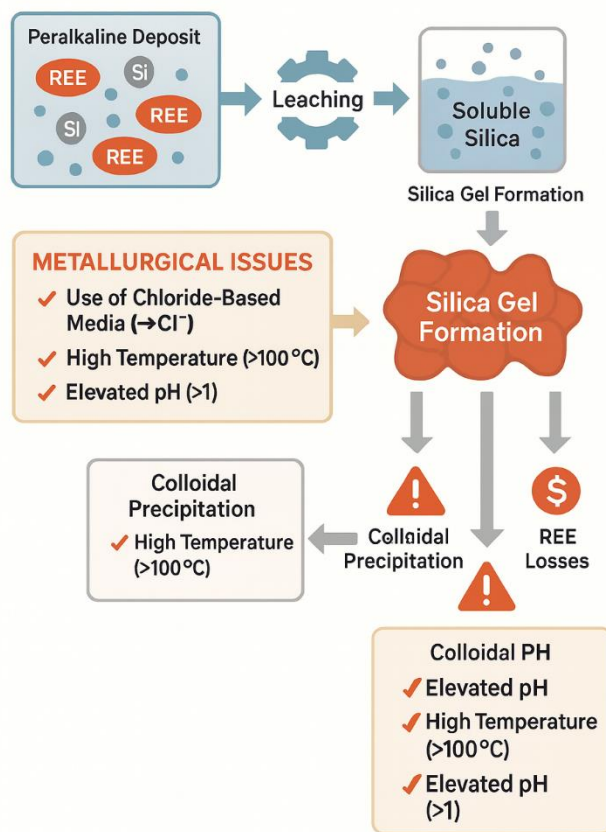 Peralkaline Deposit
REE
Si
SI
REE
REE
Leaching
Soluble
Silica
Silica Gel Formation
METALLURGICAL ISSUES
✓ Use of Chloride-Based
Media (→Cl⁻)
✓ High Temperature (>100 °C)
✓ Elevated pH (>1)
Silica Gel
Formation
Colloidal
Precipitation
✓ High Temperature
(>100 °C)
!
Colloidal
Precipitation
!
$
REE
Losses
Colloidal PH
✓ Elevated pH
✓ High Temperature
(>100 °C)
✓ Elevated pH
(>1)